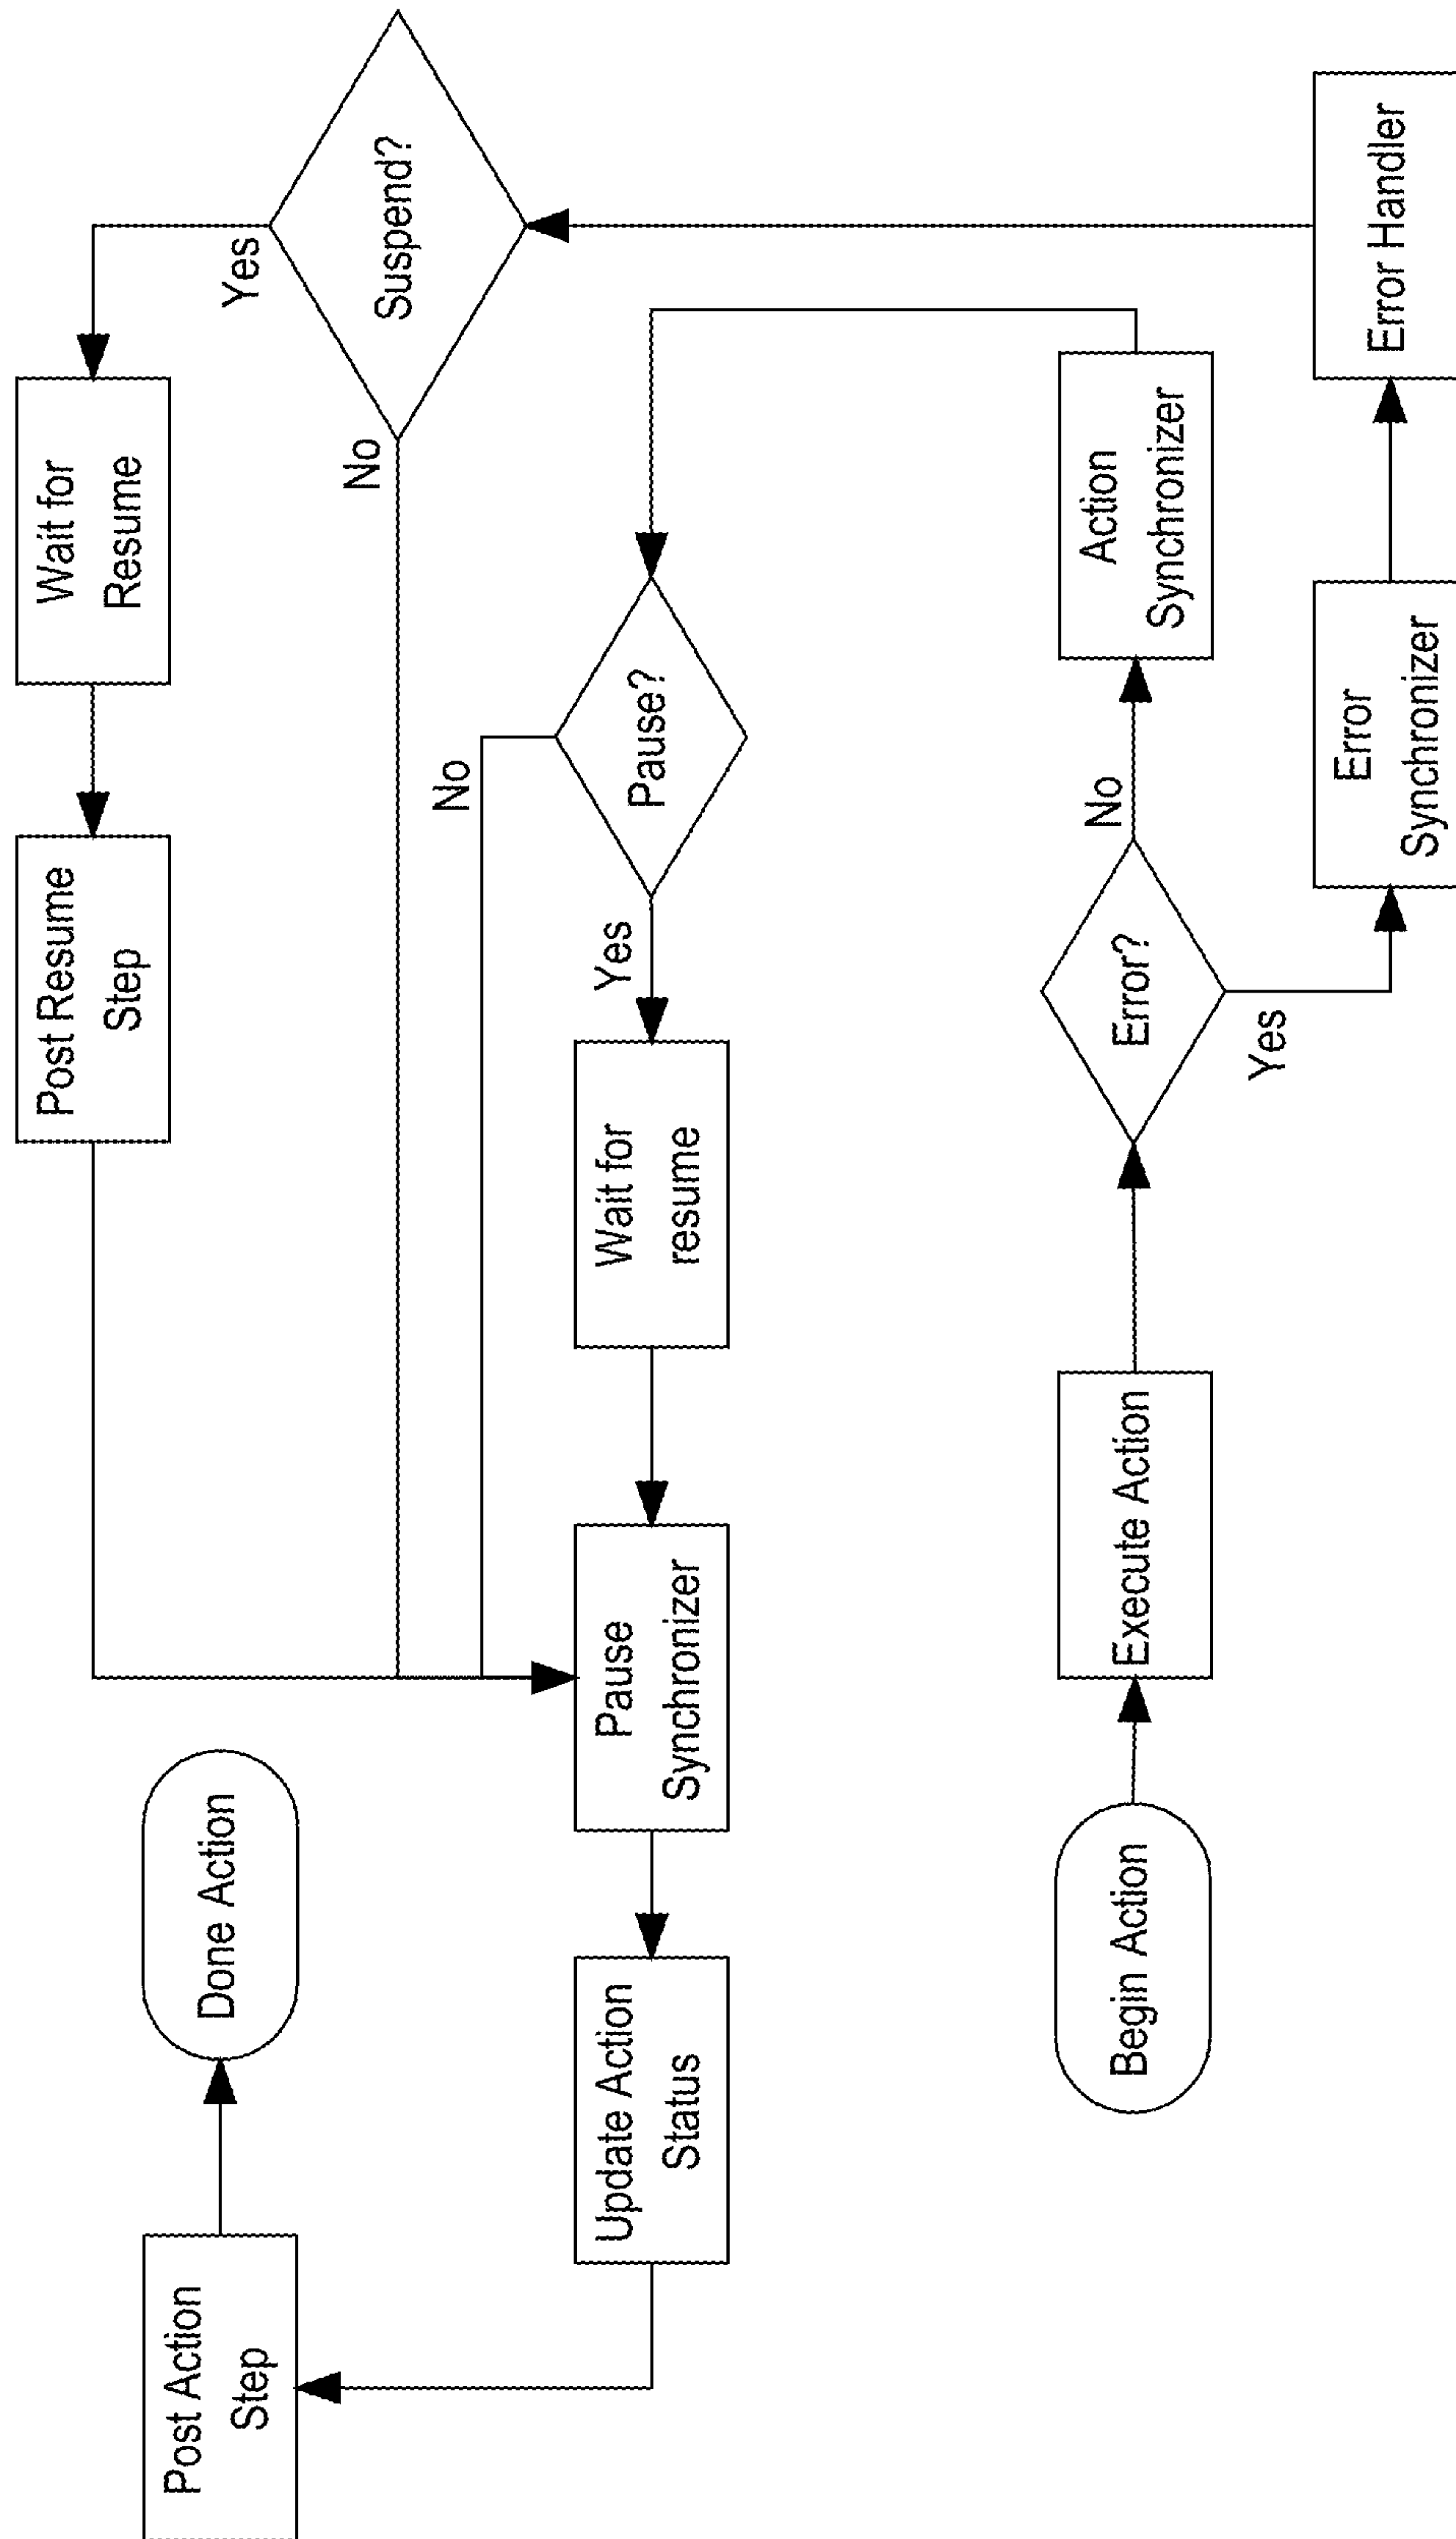 Post Action
Step
Done Action
Post Resume
Step
Wait for
Resume
Yes
Suspend?
No
No
Update Action
Status
Pause
Synchronizer
Wait for
resume
Yes
Pause?
Begin Action
Execute Action
Error?
No
Action
Synchronizer
Yes
Error
Synchronizer
Error Handler